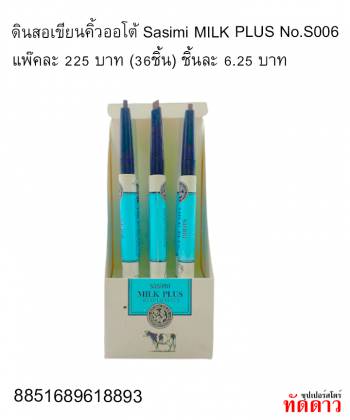 ดินสอเขียนคิ้วออโต้ Sasimi MILK PLUS No.S006
แพ๊คละ 225 บาท (36ชิ้น) ชิ้นละ 6.25 บาท
SASIMI
MILK PLUS
8851689618893
ซุปเปอร์สโตร์
ทัดดาว